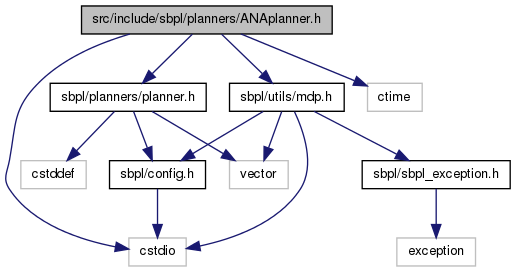 src/include/sbpl/planners/ANAplanner.h
sbpl/planners/planner.h
sbpl/utils/mdp.h
ctime
cstddef
sbpl/config.h
vector
sbpl/sbpl_exception.h
cstdio
exception